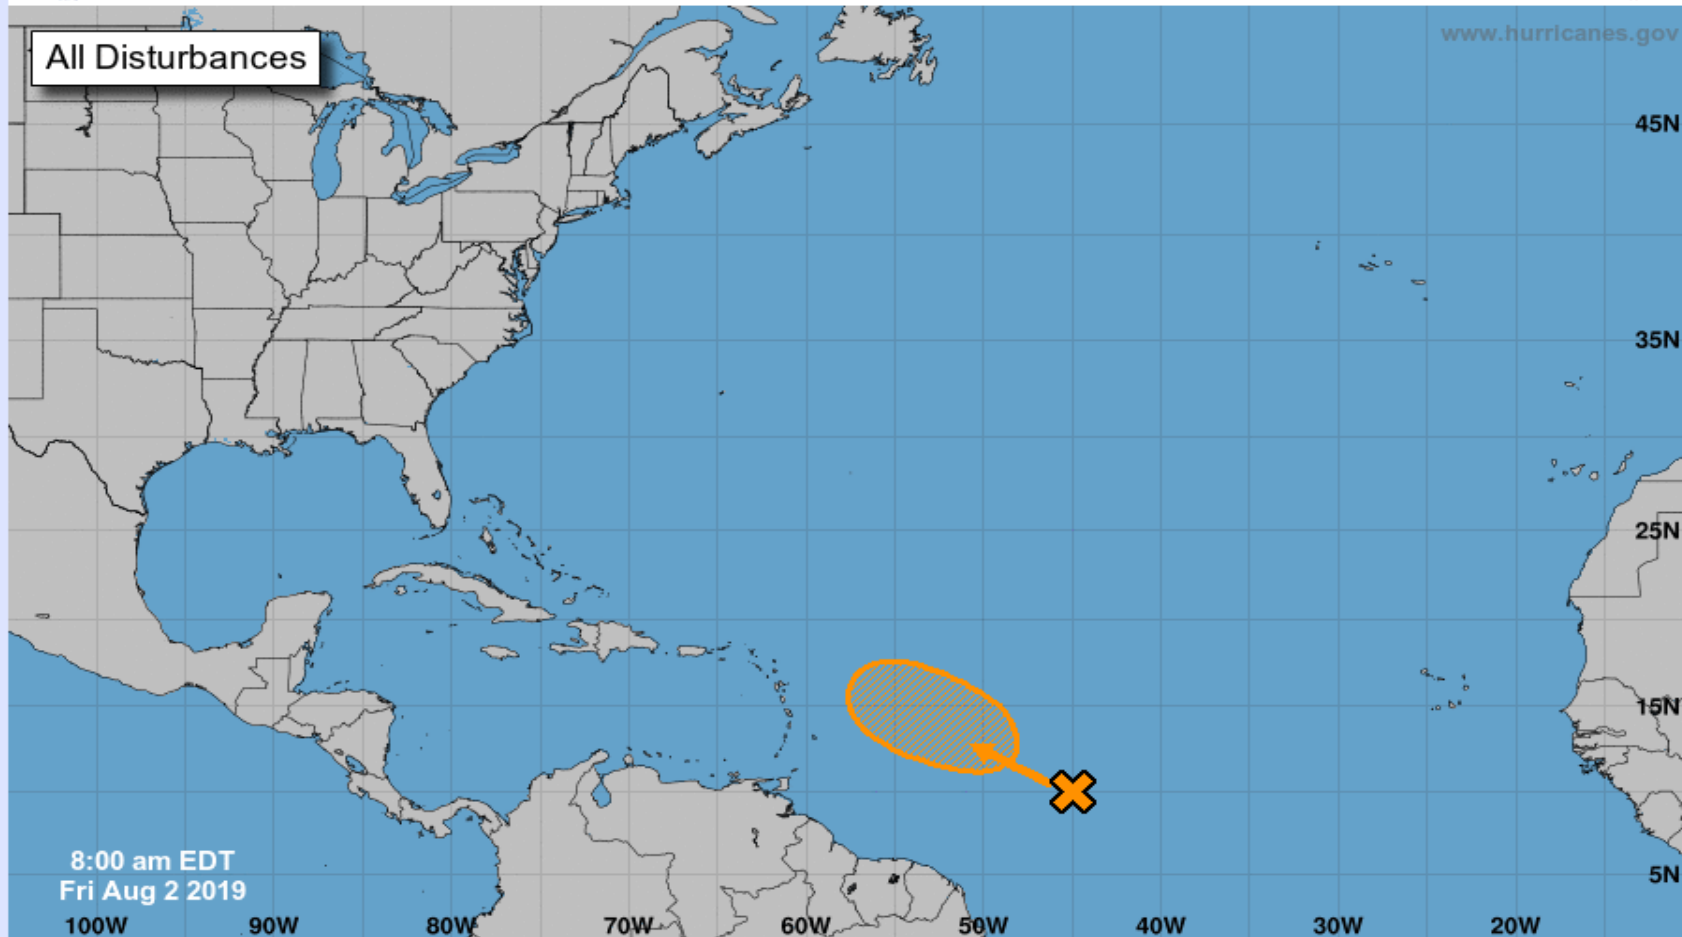 All Disturbances
www.hurricanes.gov
45N
35N
25N
15N
5N
8:00 am EDT
Fri Aug 2 2019
100W 90W 80W 70W 60W 50W 40W 30W 20W